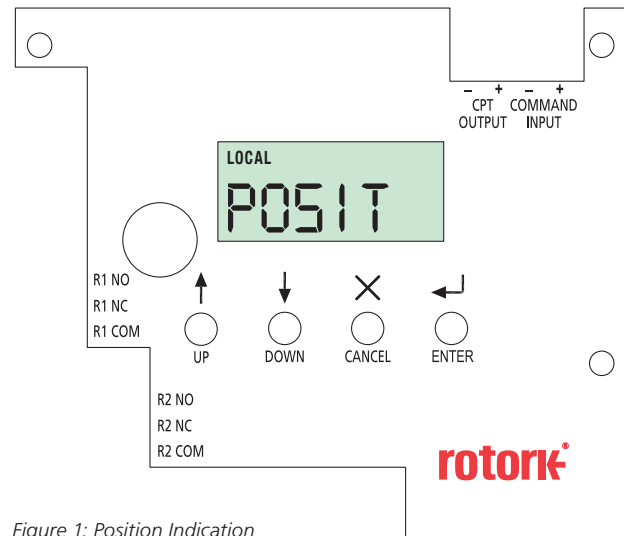 – + – +
CPT COMMAND
OUTPUT INPUT
LOCAL
POSIT
R1 NO
R1 NC
R1 COM
UP DOWN CANCEL ENTER
R2 NO
R2 NC
R2 COM
rotork®
Figure 1: Position Indication